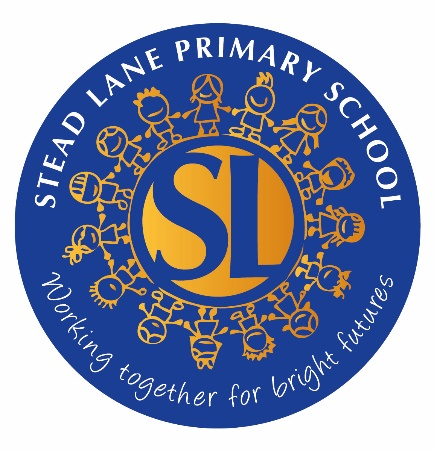 STEAD LANE PRIMARY SCHOOL
SL
Working together for bright futures